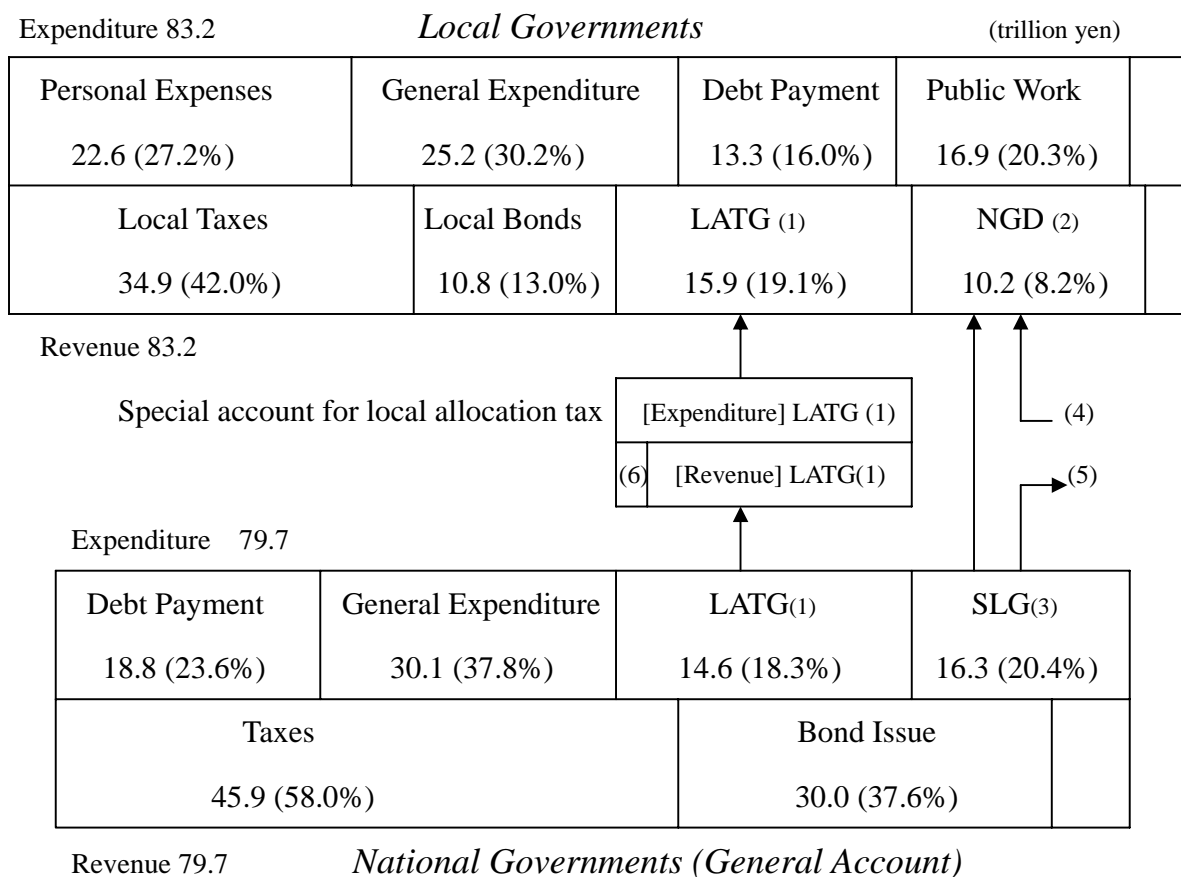 Expenditure 83.2 Local Governments (trillion yen)
Personal Expenses General Expenditure Debt Payment Public Work
22.6 (27.2%) 25.2 (30.2%) 13.3 (16.0%) 16.9 (20.3%)
Local Taxes Local Bonds LATG (1) NGD (2)
34.9 (42.0%) 10.8 (13.0%) 15.9 (19.1%) 10.2 (8.2%)
Revenue 83.2
Special account for local allocation tax [Expenditure] LATG (1) (4)
(6) [Revenue] LATG(1) (5)
Expenditure 79.7
Debt Payment General Expenditure LATG(1) SLG(3)
18.8 (23.6%) 30.1 (37.8%) 14.6 (18.3%) 16.3 (20.4%)
Taxes Bond Issue
45.9 (58.0%) 30.0 (37.6%)
Revenue 79.7 National Governments (General Account)